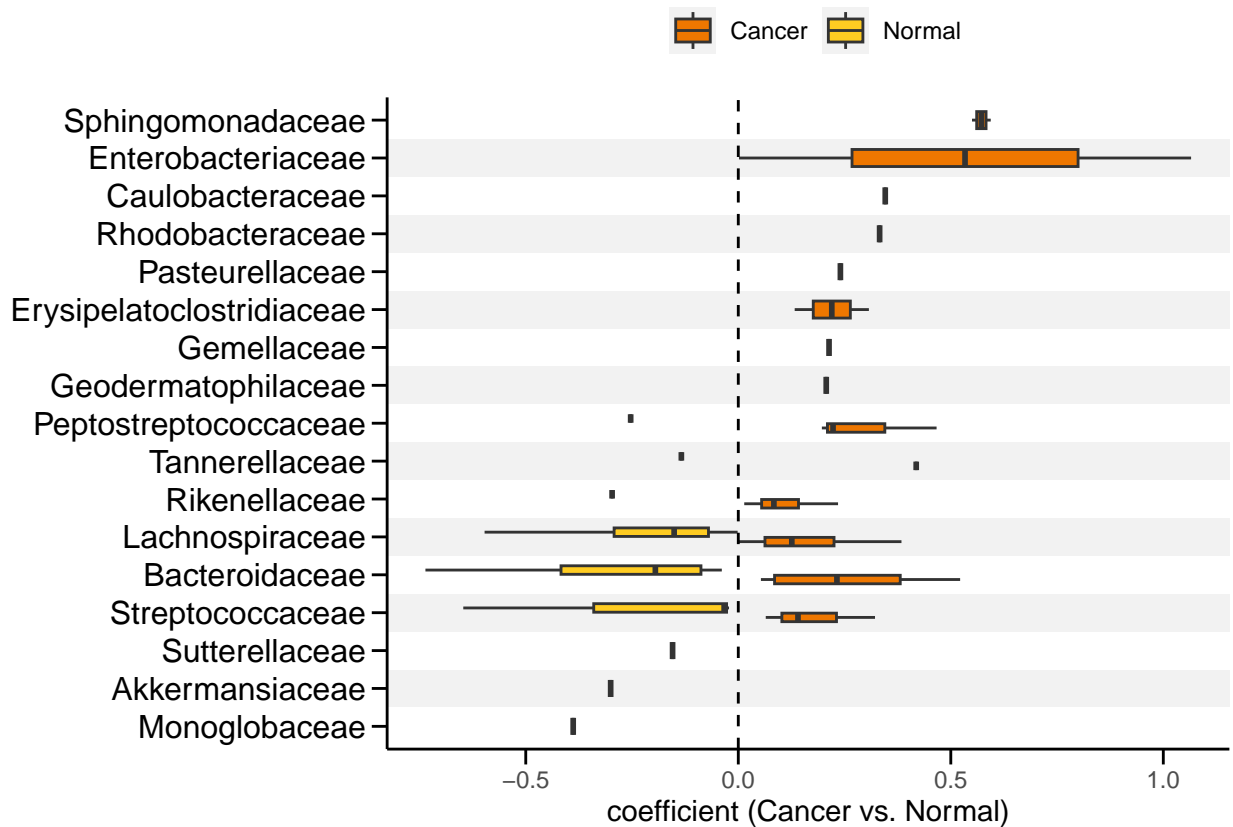 Cancer Normal
Sphingomonadaceae
Enterobacteriaceae
Caulobacteraceae
Rhodobacteraceae
Pasteurellaceae
Erysipelatoclostridiaceae
Gemellaceae
Geodermatophilaceae
Peptostreptococcaceae
Tannerellaceae
Rikenellaceae
Lachnospiraceae
Bacteroidaceae
Streptococcaceae
Sutterellaceae
Akkermansiaceae
Monoglobaceae
−0.5 0.0 0.5 1.0
coefficient (Cancer vs. Normal)